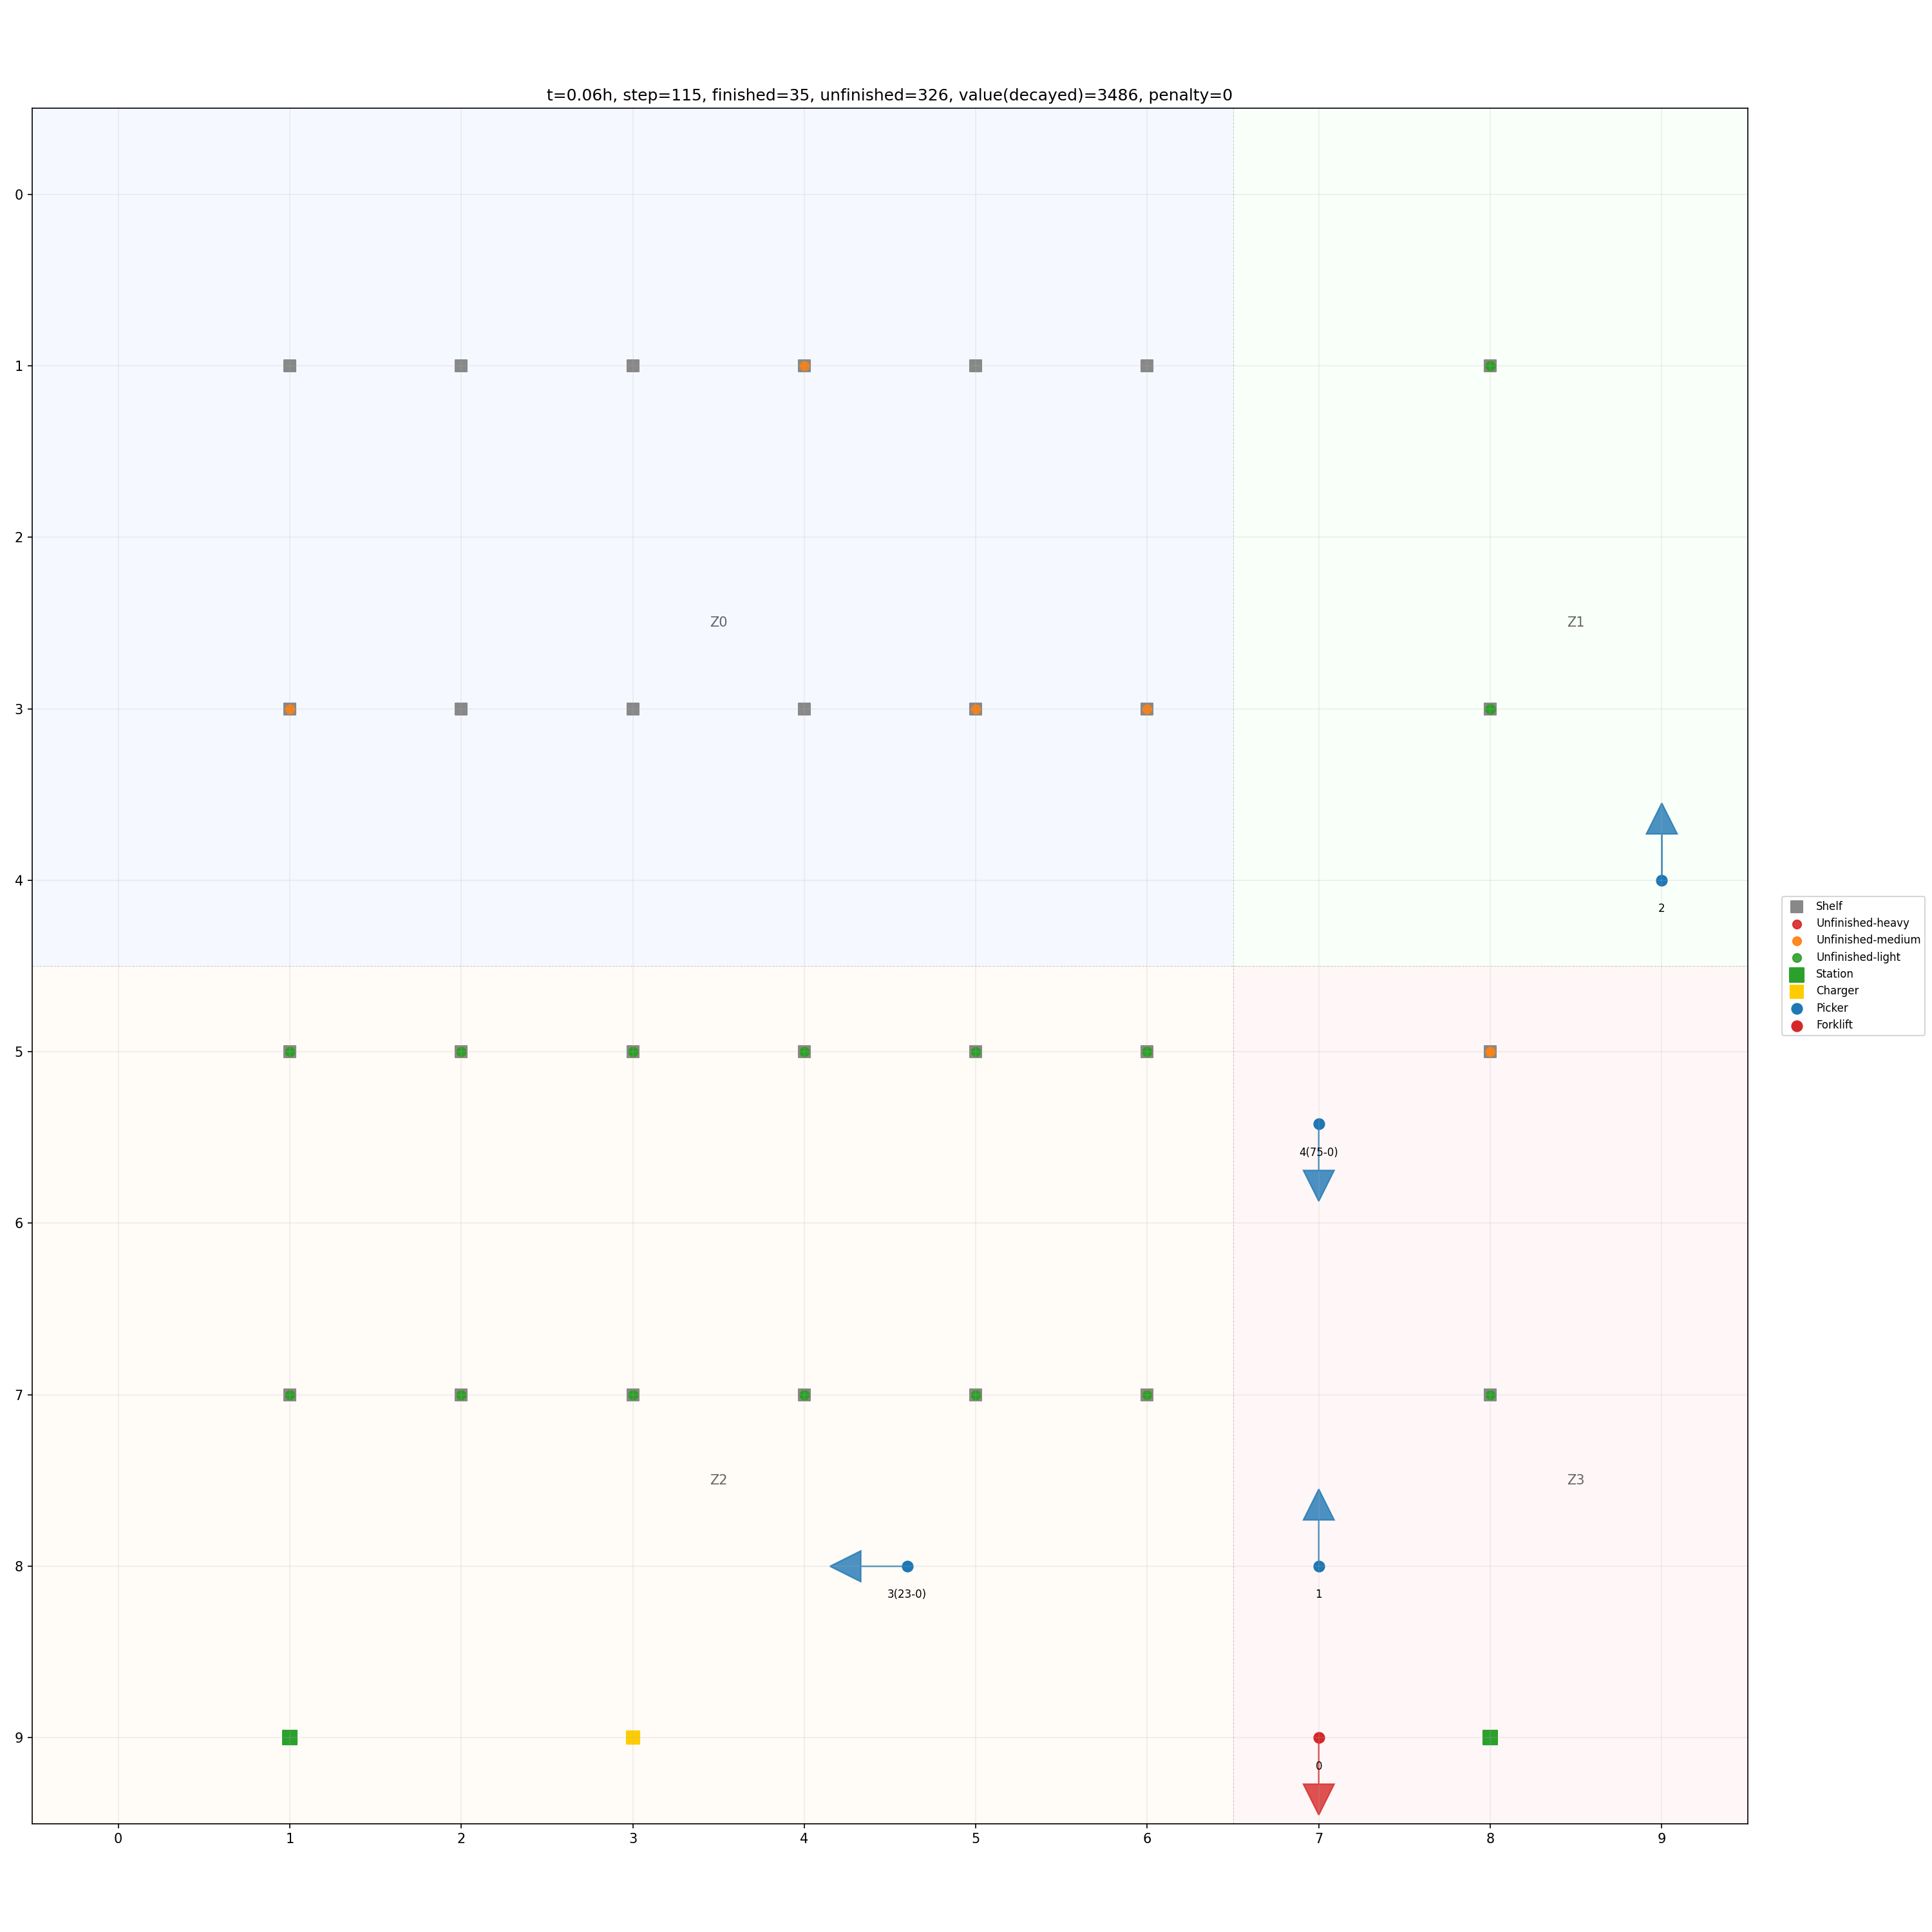 t=0.06h, step=115, finished=35, unfinished=326, value(decayed)=3486, penalty=0
0
1
2
Z0
Z1
3
4
2
Shelf
Unfinished-heavy
Unfinished-medium
Unfinished-light
Station
Charger
Picker
Forklift
5
4(75-0)
6
7
Z2
Z3
8
3(23-0)
1
9
0
0 1 2 3 4 5 6 7 8 9